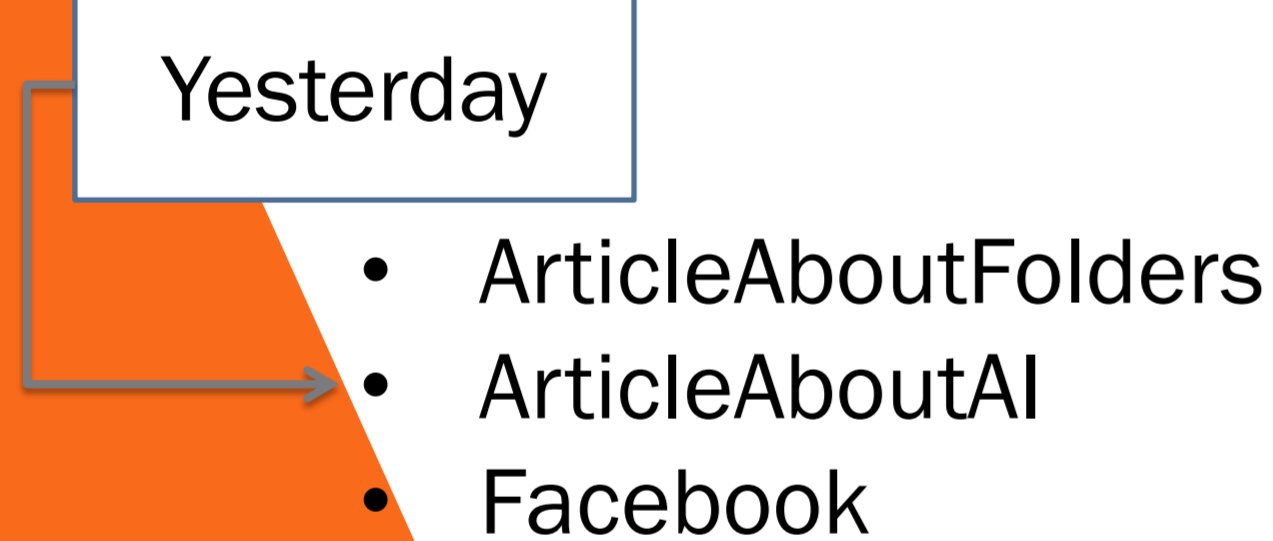 Yesterday
• ArticleAboutFolders
• ArticleAboutAI
• Facebook